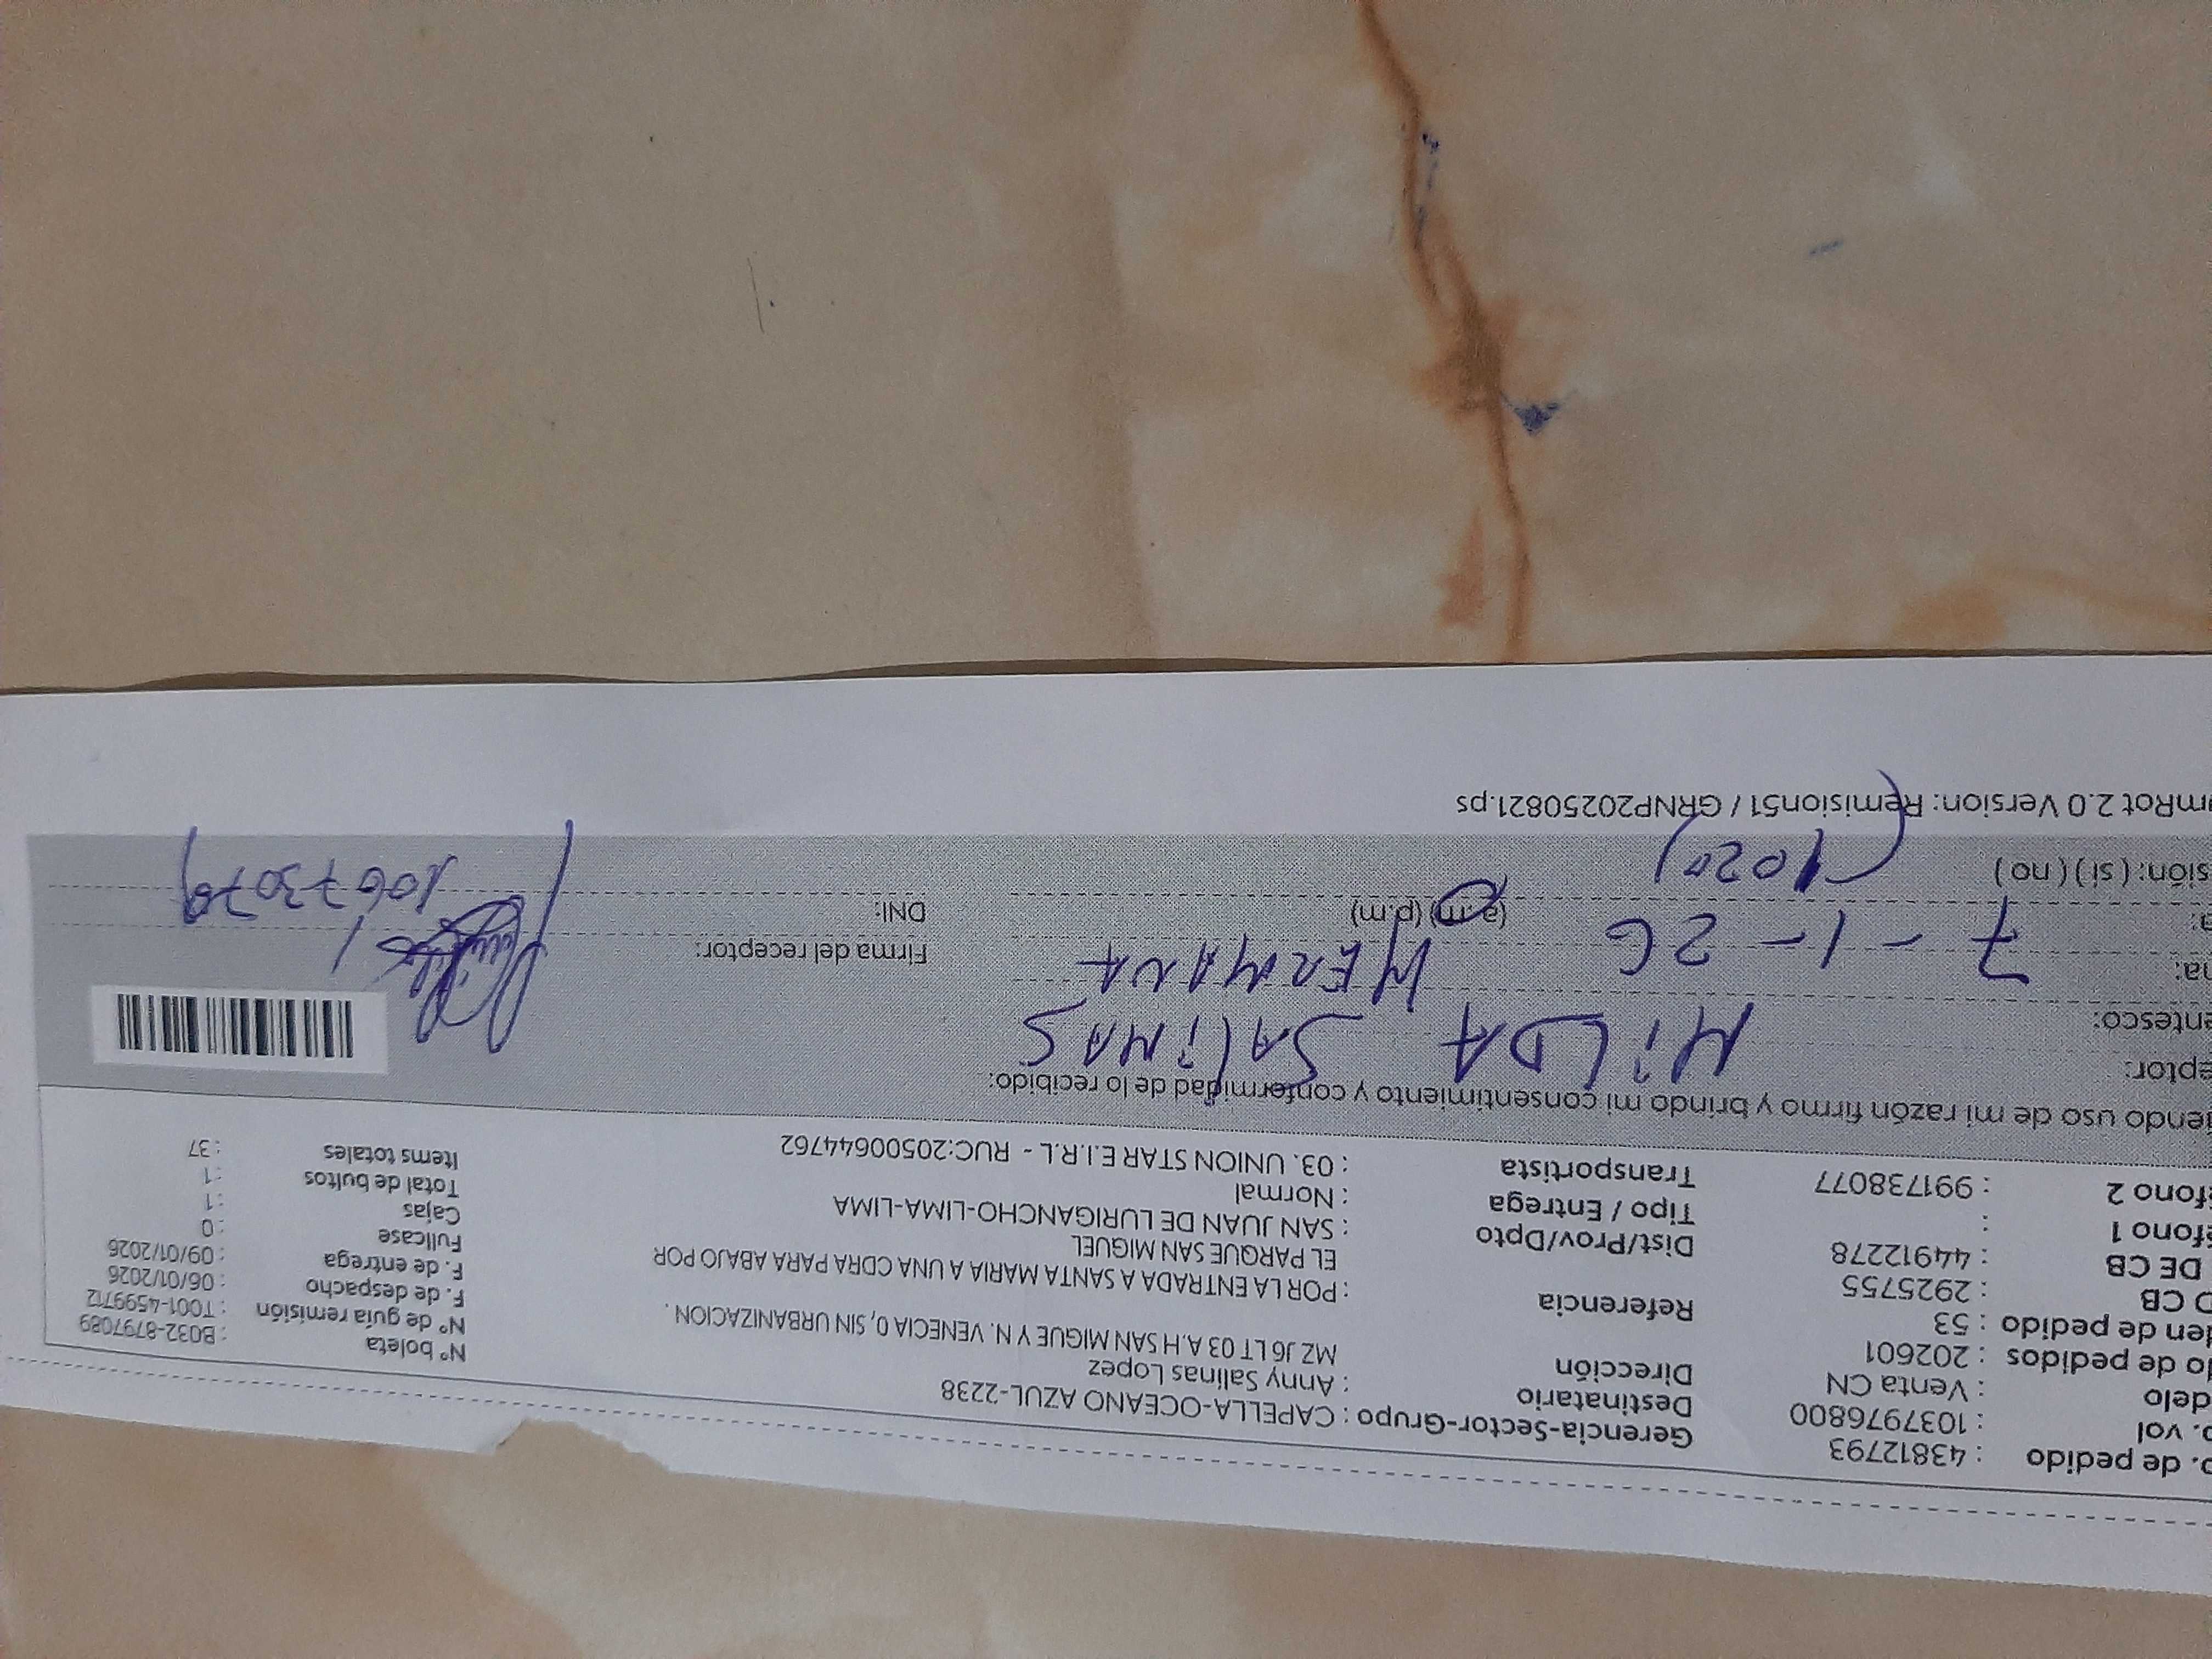 o. de pedido : 43812793
o. vol : 1037976800
delo : Venta CN
do de pedidos : 202601
den de pedido : 53
D CB : 2925755
DE CB : 44912278
éfono 1 :
éfono 2 : 991738077
Gerencia-Sector-Grupo : CAPELLA-OCEANO AZUL-2238
Destinatario : Anny Salinas Lopez
Dirección MZ J6 LT 03 A.H SAN MIGUE Y N. VENECIA 0, SIN URBANIZACION .
Referencia : POR LA ENTRADA A SANTA MARIA A UNA CDRA PARA ABAJO POR
EL PARQUE SAN MIGUEL
Dist/Prov/Dpto : SAN JUAN DE LURIGANCHO-LIMA-LIMA
Tipo / Entrega : Normal
Transportista : 03. UNION STAR E.I.R.L - RUC:20500644762
N° boleta : B032-8797089
N° de guía remisión : T001-4599712
F. de despacho : 06/01/2026
F. de entrega : 09/01/2026
Fullcase : 0
Cajas : 1
Total de bultos : 1
Items totales : 37
iendo uso de mi razón firmo y brindo mi consentimiento y conformidad de lo recibido:
eptor: HiLDA SALiNAS
entesco: HERMANA
na: 7-1-26
a: (1020) (a.m) (p.m)
sión: ( si ) ( no )
Firma del receptor:
DNI: 10673070
mRot 2.0 Version: Remision51 / GRNP20250821.ps